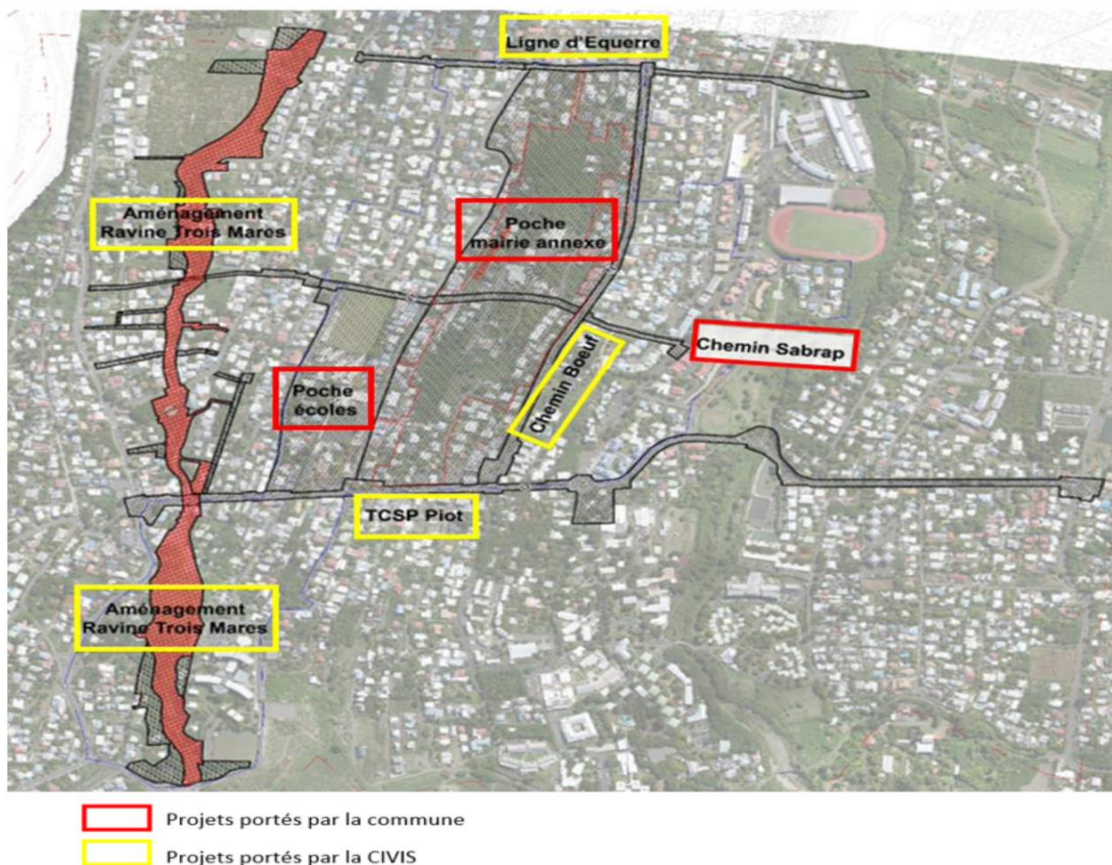 Ligne d'Equerre
Aménagement
Ravine Trois Mares
Poche
mairie annexe
Chemin Sabrap
Chemin Boeuf
Poche
écoles
TCSP Piot
Aménagement
Ravine Trois Mares
Projets portés par la commune
Projets portés par la CIVIS